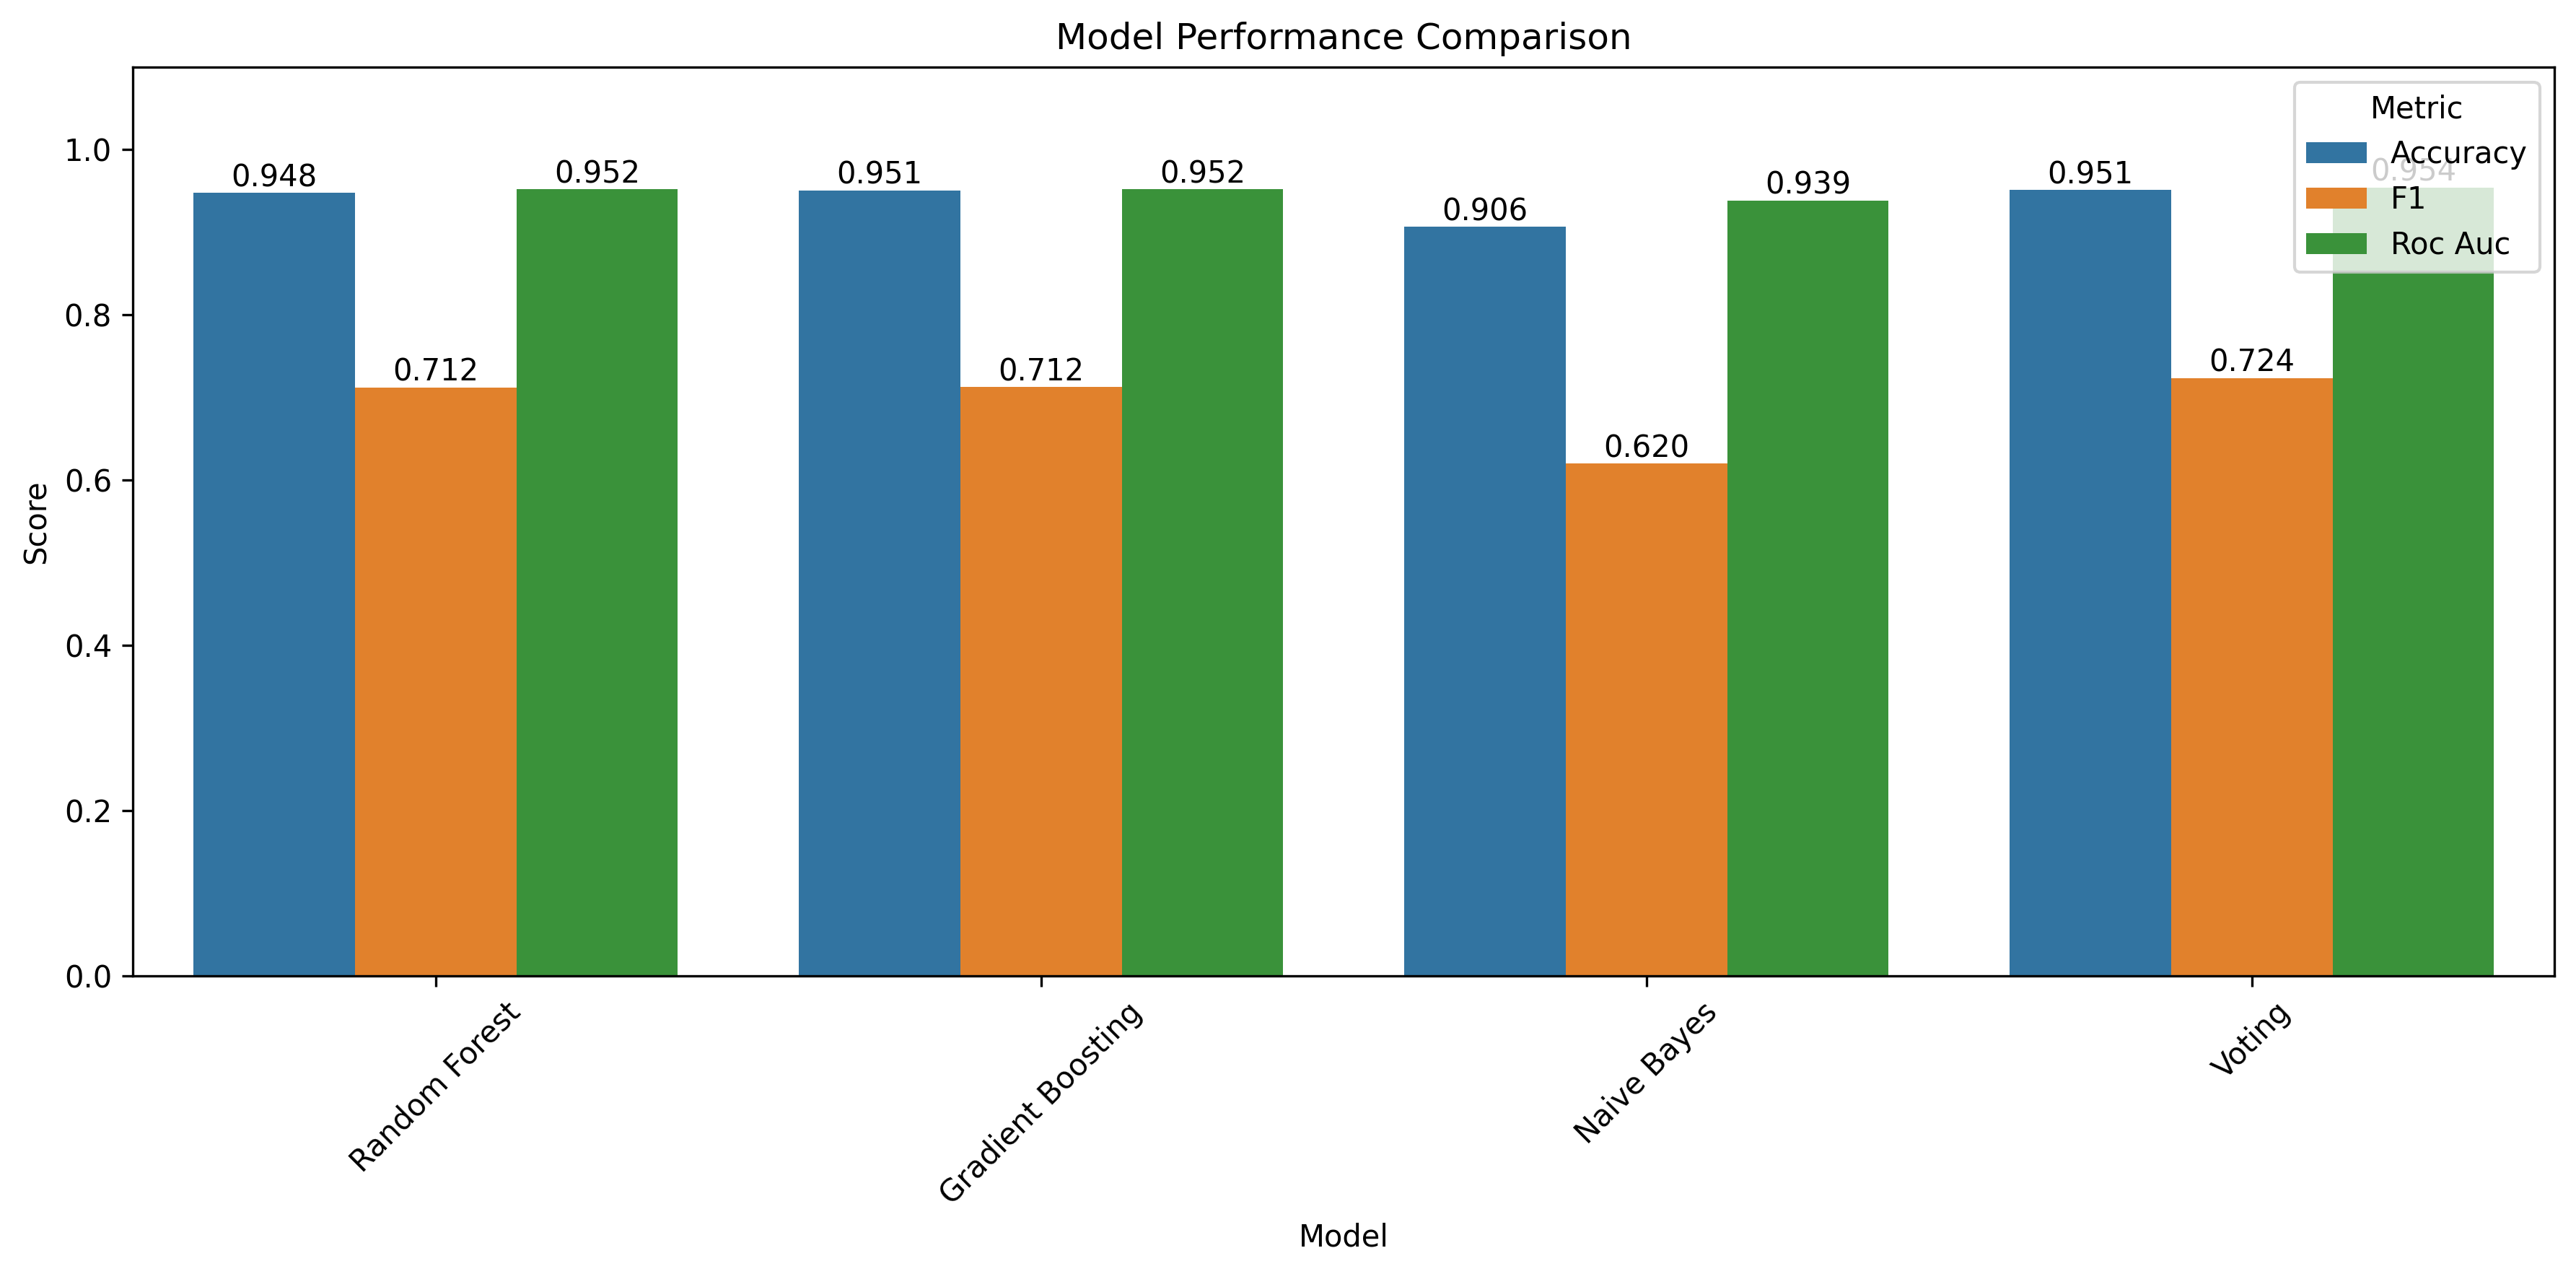 Model Performance Comparison
Metric
Accuracy
F1
Roc Auc
1.0
0.8
0.6
0.4
0.2
0.0
Score
0.948
0.712
0.952
0.951
0.712
0.952
0.906
0.620
0.939
0.951
0.724
0.954
Random Forest
Gradient Boosting
Naive Bayes
Voting
Model